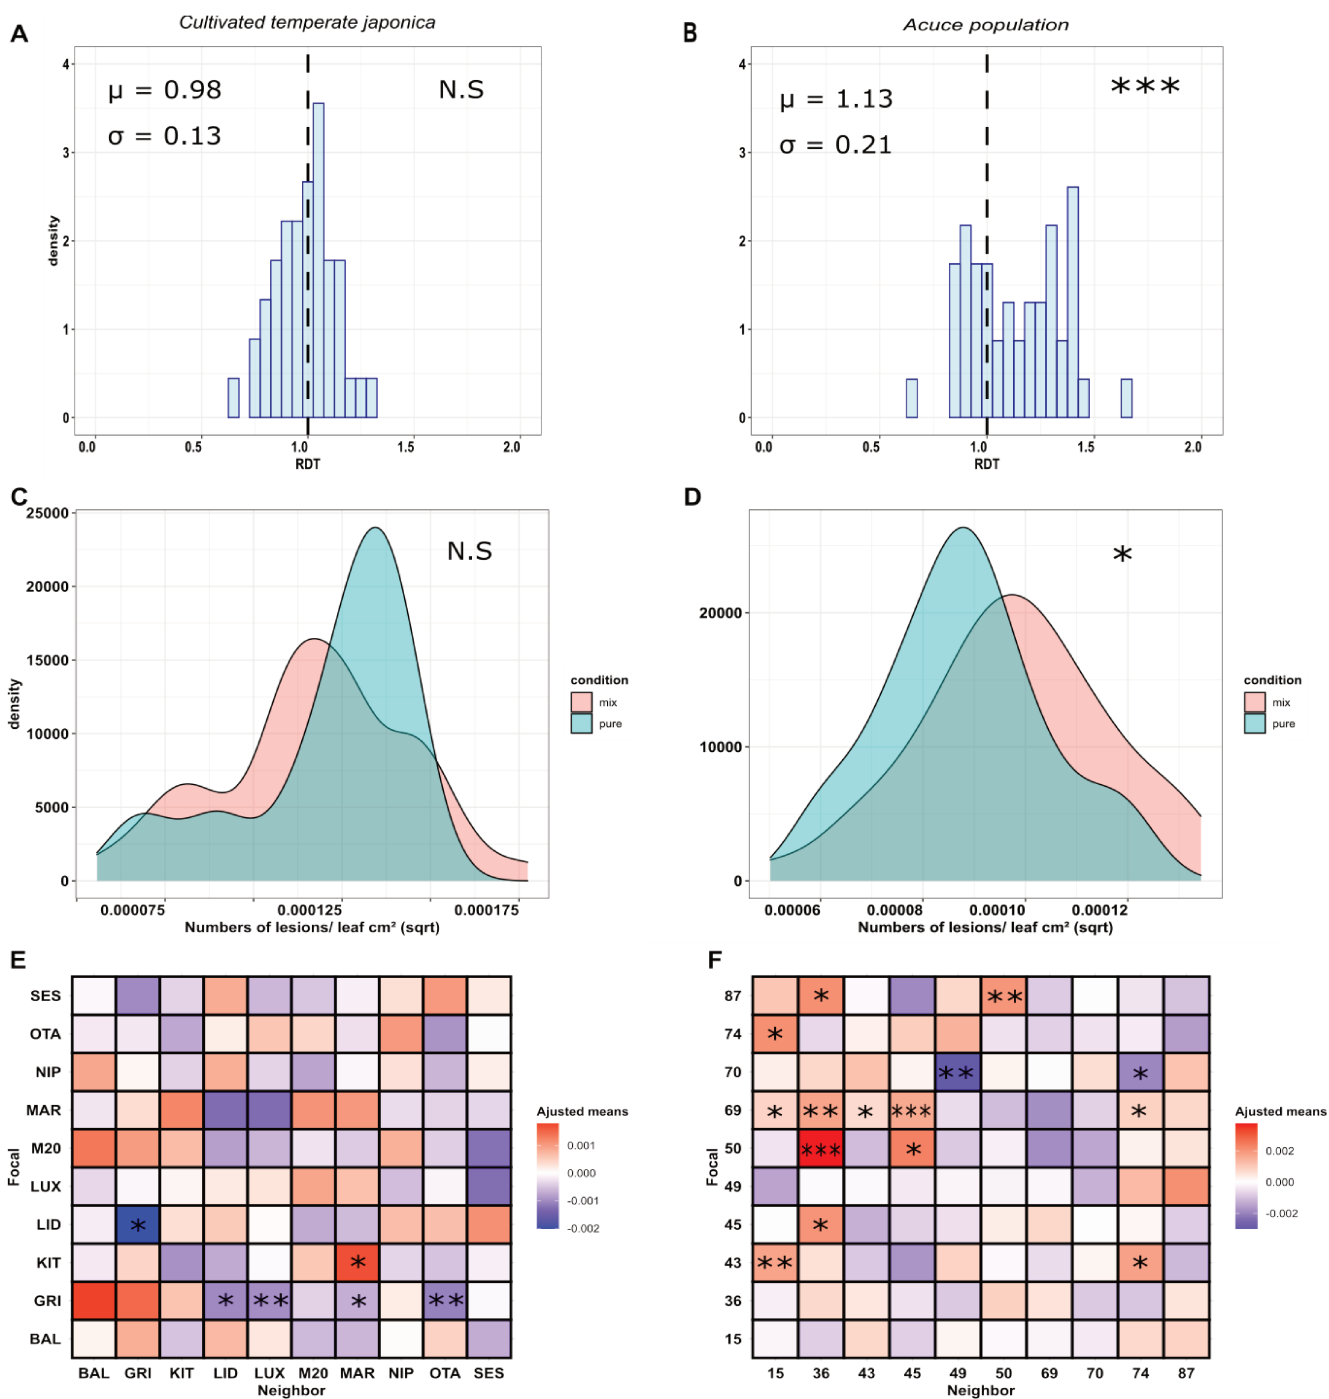 A
Cultivated temperate japonica
μ = 0.98
σ = 0.13
N.S
4
3
2
1
0
density
0.0 0.5 1.0 1.5 2.0
RDT
B
Acuce population
μ = 1.13
σ = 0.21
***
4
3
2
1
0
0.0 0.5 1.0 1.5 2.0
RDT
C
N.S
25000
20000
15000
10000
5000
0
density
0.000075 0.000125 0.000175
Numbers of lesions/ leaf cm² (sqrt)
condition
mix
pure
D
*
20000
10000
0
0.00006 0.00008 0.00010 0.00012
Numbers of lesions/ leaf cm² (sqrt)
condition
mix
pure
E
SES
OTA
NIP
MAR
M20
LUX
LID *
KIT *
GRI * ** * **
BAL
Focal
BAL GRI KIT LID LUX M20 MAR NIP OTA SES
Neighbor
Ajusted means
0.001
0.000
-0.001
-0.002
F
87 * **
74 *
70 ** *
69 * ** * *** *
50 *** *
49
45 *
43 ** *
36
15
Focal
15 36 43 45 49 50 69 70 74 87
Neighbor
Ajusted means
0.002
0.000
-0.002